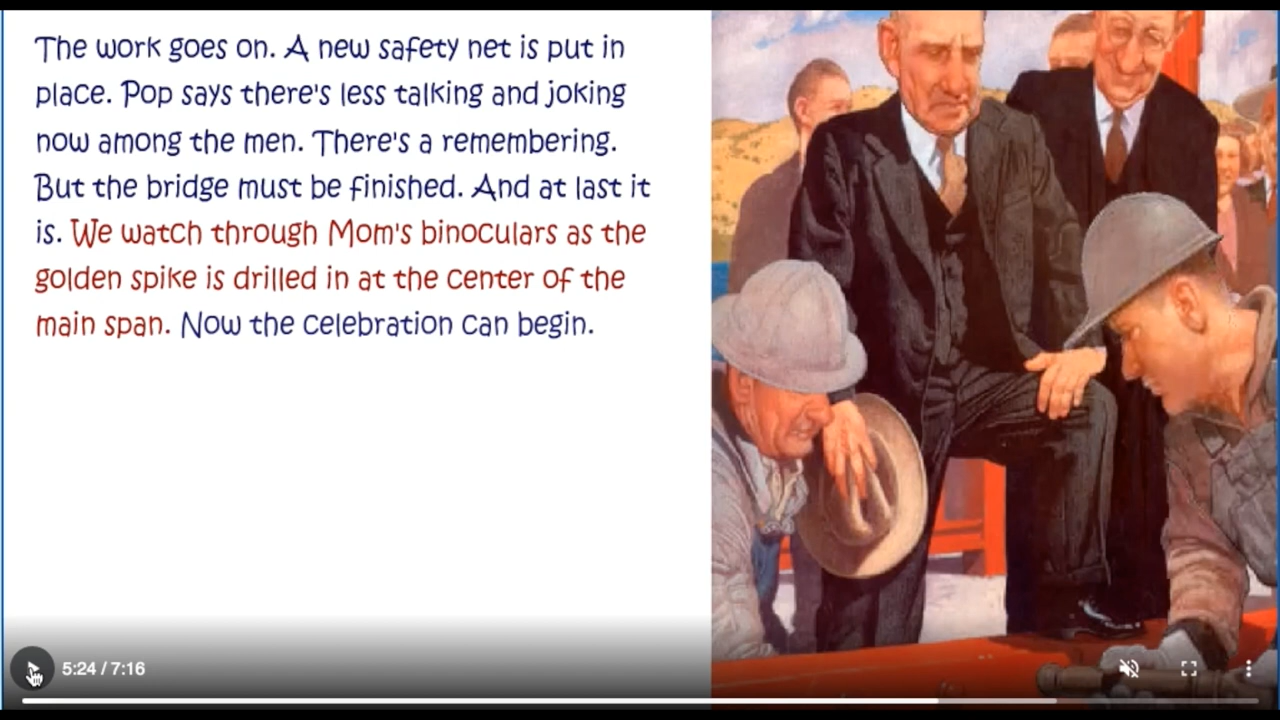 The work goes on. A new safety net is put in
place. Pop says there's less talking and joking
now among the men. There's a remembering.
But the bridge must be finished. And at last it
is. We watch through Mom's binoculars as the
golden spike is drilled in at the center of the
main span. Now the celebration can begin.
5:24 / 7:16